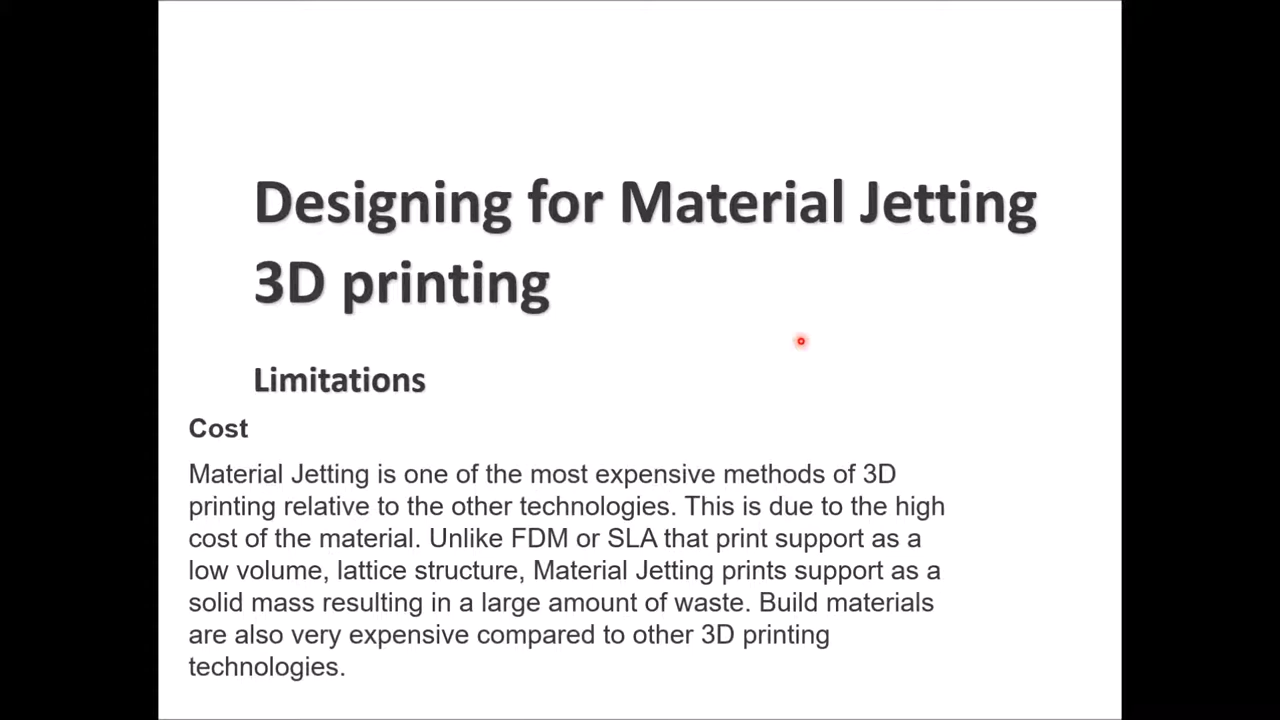 Designing for Material Jetting
3D printing
Limitations
Cost
Material Jetting is one of the most expensive methods of 3D
printing relative to the other technologies. This is due to the high
cost of the material. Unlike FDM or SLA that print support as a
low volume, lattice structure, Material Jetting prints support as a
solid mass resulting in a large amount of waste. Build materials
are also very expensive compared to other 3D printing
technologies.